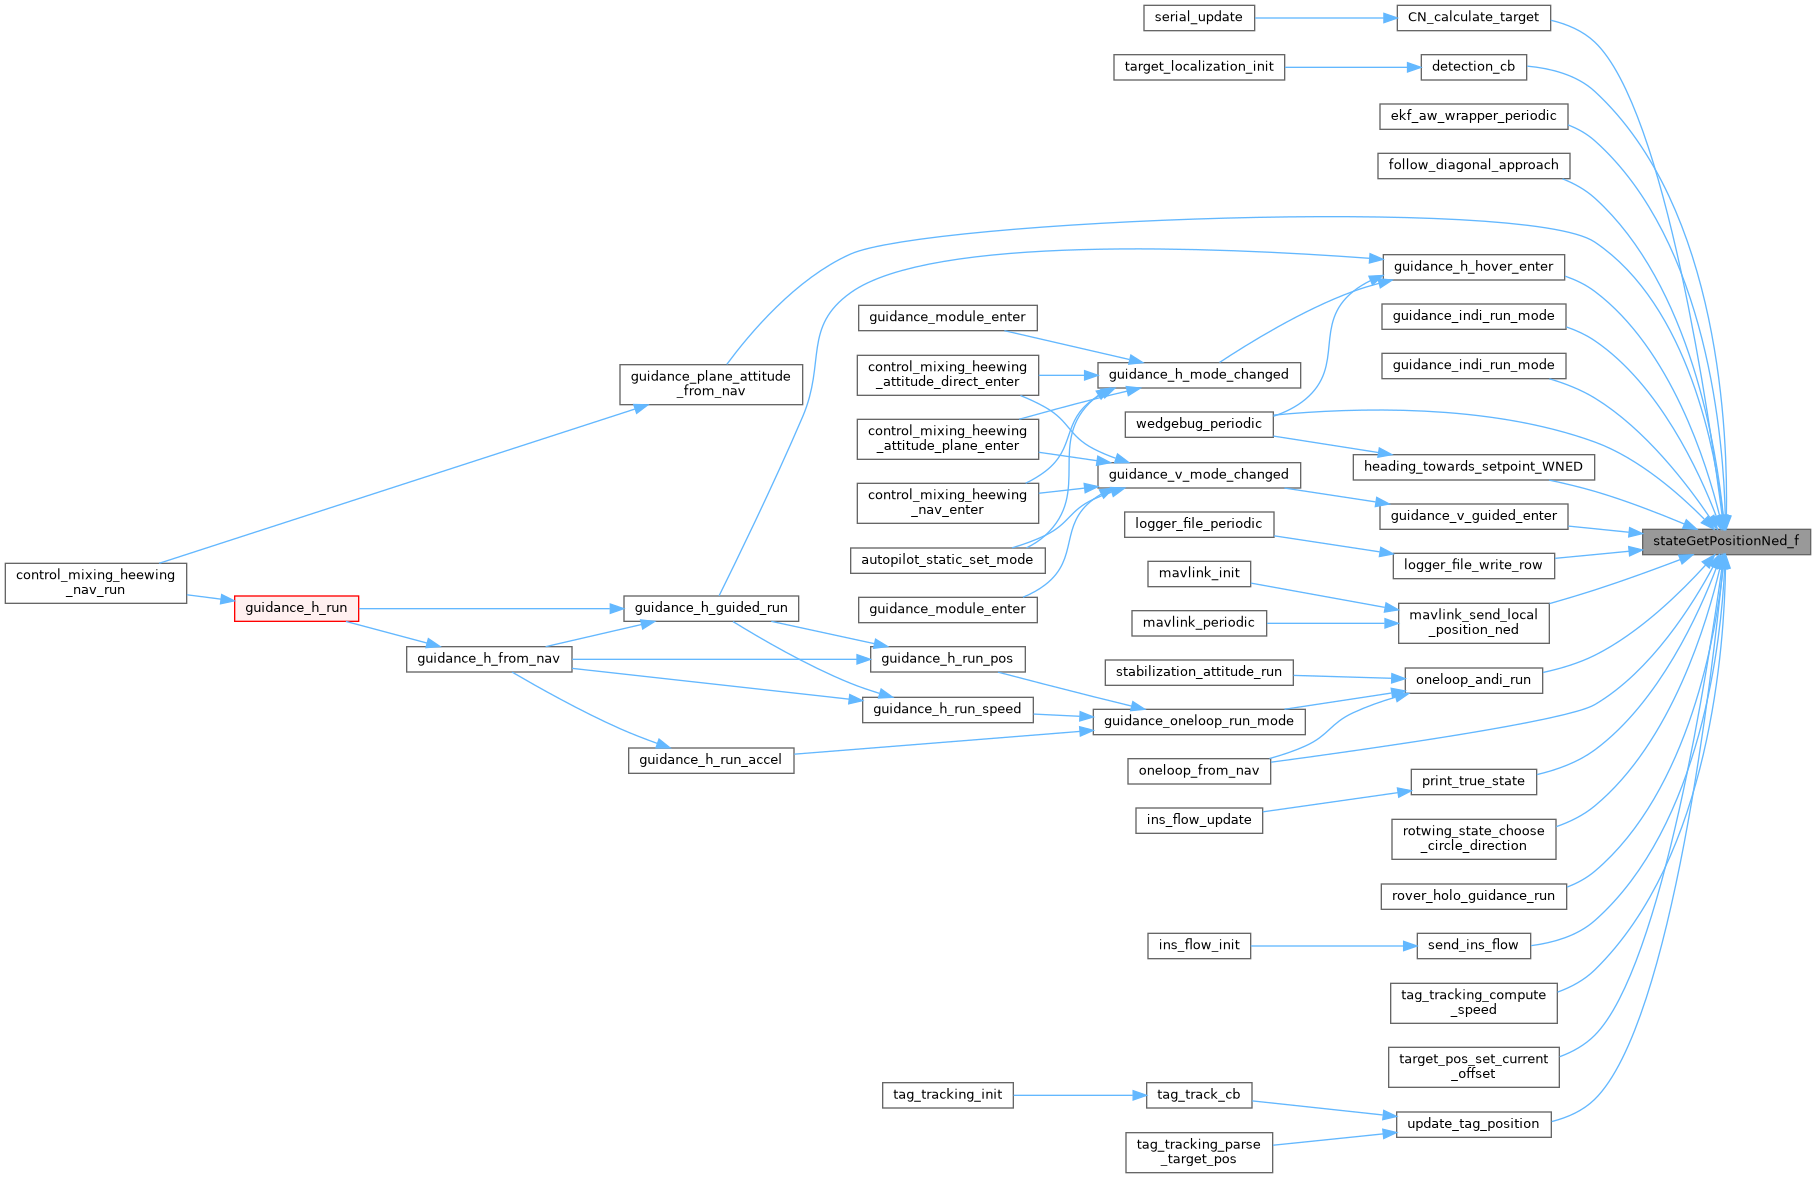 serial_update
CN_calculate_target
target_localization_init
detection_cb
ekf_aw_wrapper_periodic
follow_diagonal_approach
guidance_h_hover_enter
guidance_module_enter
guidance_indi_run_mode
guidance_indi_run_mode
control_mixing_heewing
_attitude_direct_enter
guidance_h_mode_changed
guidance_plane_attitude
_from_nav
wedgebug_periodic
control_mixing_heewing
_attitude_plane_enter
heading_towards_setpoint_WNED
guidance_v_mode_changed
control_mixing_heewing
_nav_enter
guidance_v_guided_enter
logger_file_periodic
stateGetPositionNed_f
autopilot_static_set_mode
logger_file_write_row
mavlink_init
control_mixing_heewing
_nav_run
guidance_h_run
guidance_h_guided_run
guidance_module_enter
mavlink_send_local
_position_ned
mavlink_periodic
guidance_h_from_nav
guidance_h_run_pos
stabilization_attitude_run
oneloop_andi_run
guidance_h_run_speed
guidance_oneloop_run_mode
guidance_h_run_accel
oneloop_from_nav
print_true_state
ins_flow_update
rotwing_state_choose
_circle_direction
rover_holo_guidance_run
ins_flow_init
send_ins_flow
tag_tracking_compute
_speed
target_pos_set_current
_offset
tag_tracking_init
tag_track_cb
update_tag_position
tag_tracking_parse
_target_pos